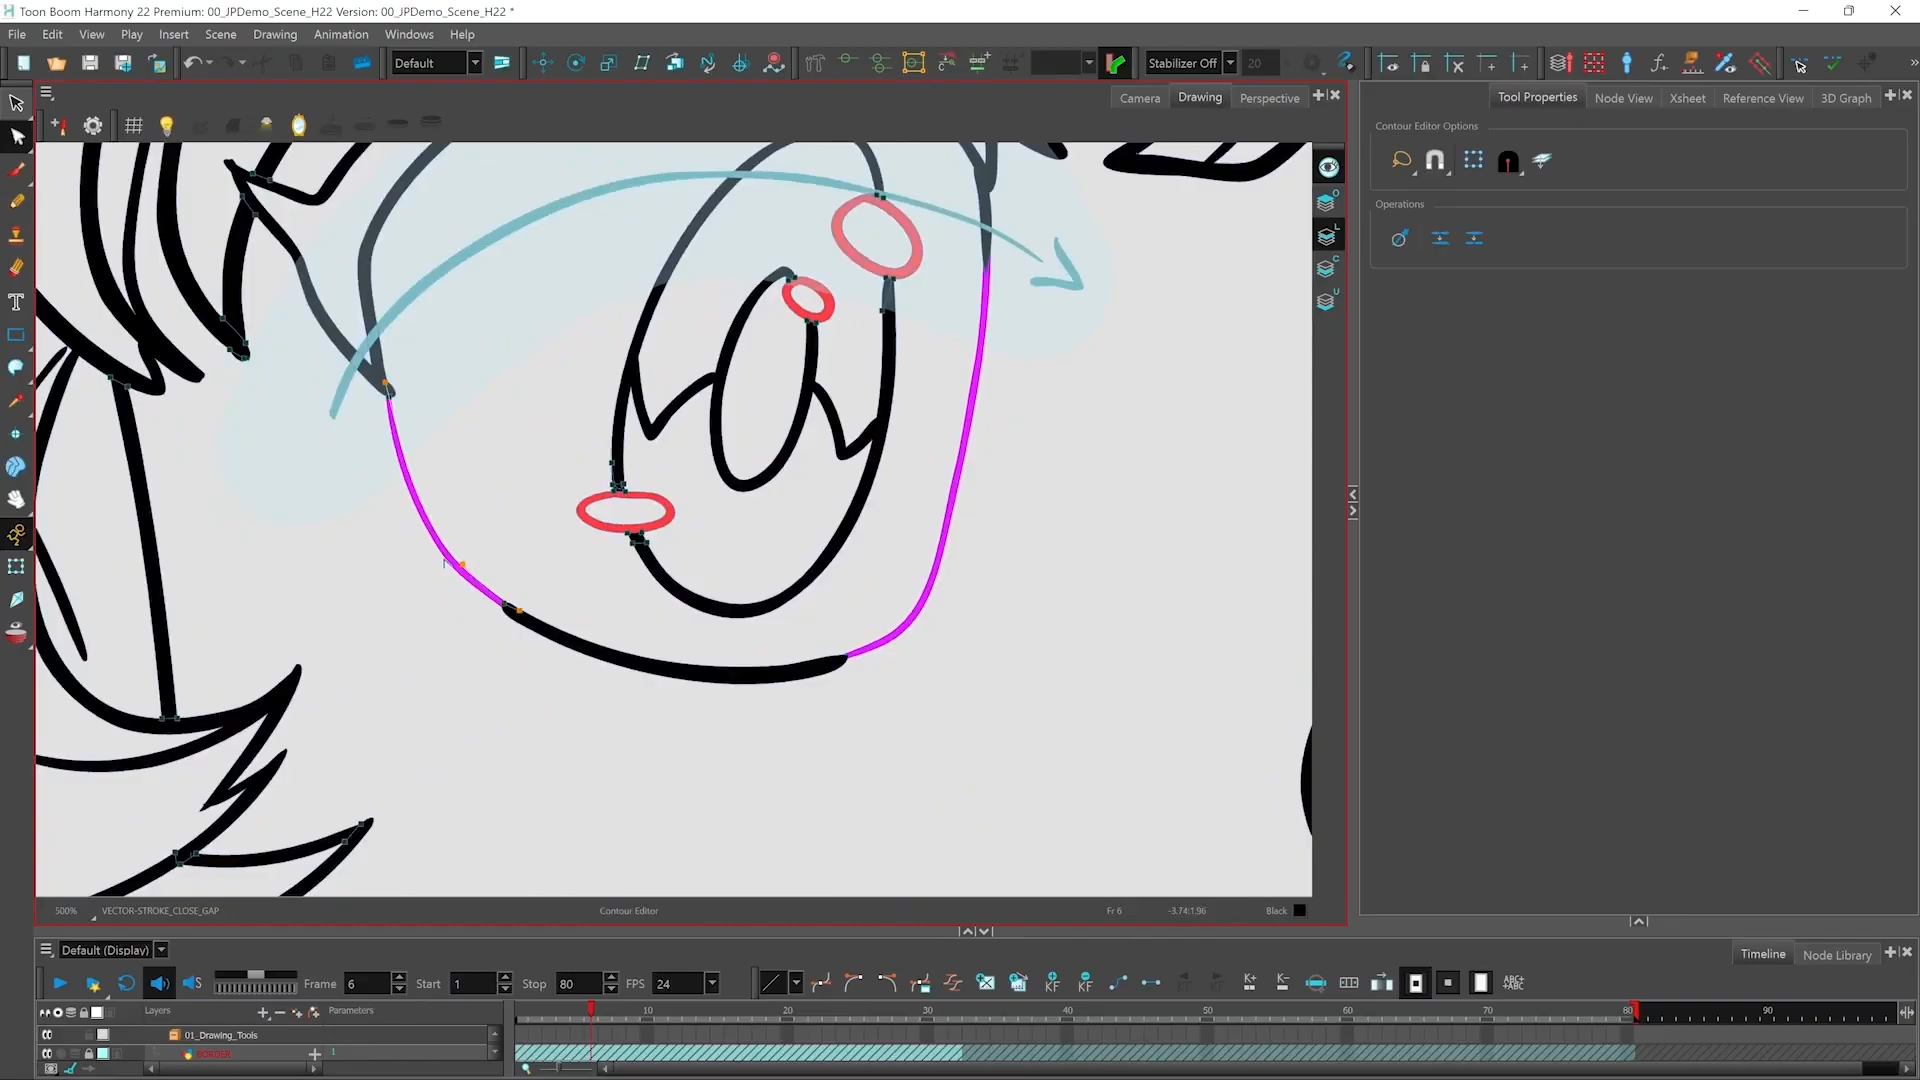 Toon Boom Harmony 22 Premium: 00_JPDemo_Scene_H22 Version: 00_JPDemo_Scene_H22 *
File Edit View Play Insert Scene Drawing Animation Windows Help
Default Stabilizer Off 20
Camera Drawing Perspective
Tool Properties Node View Xsheet Reference View 3D Graph
Contour Editor Options
Operations
O
L
C
U
500% VECTOR-STROKE_CLOSE_GAP Contour Editor Fr 6 -3.74:1.96 Black
Default (Display) Timeline Node Library
Frame 6 Start 1 Stop 80 FPS 24
Layers Parameters
10 20 30 40 50 60 70 80 90
01_Drawing_Tools
BORDER 1